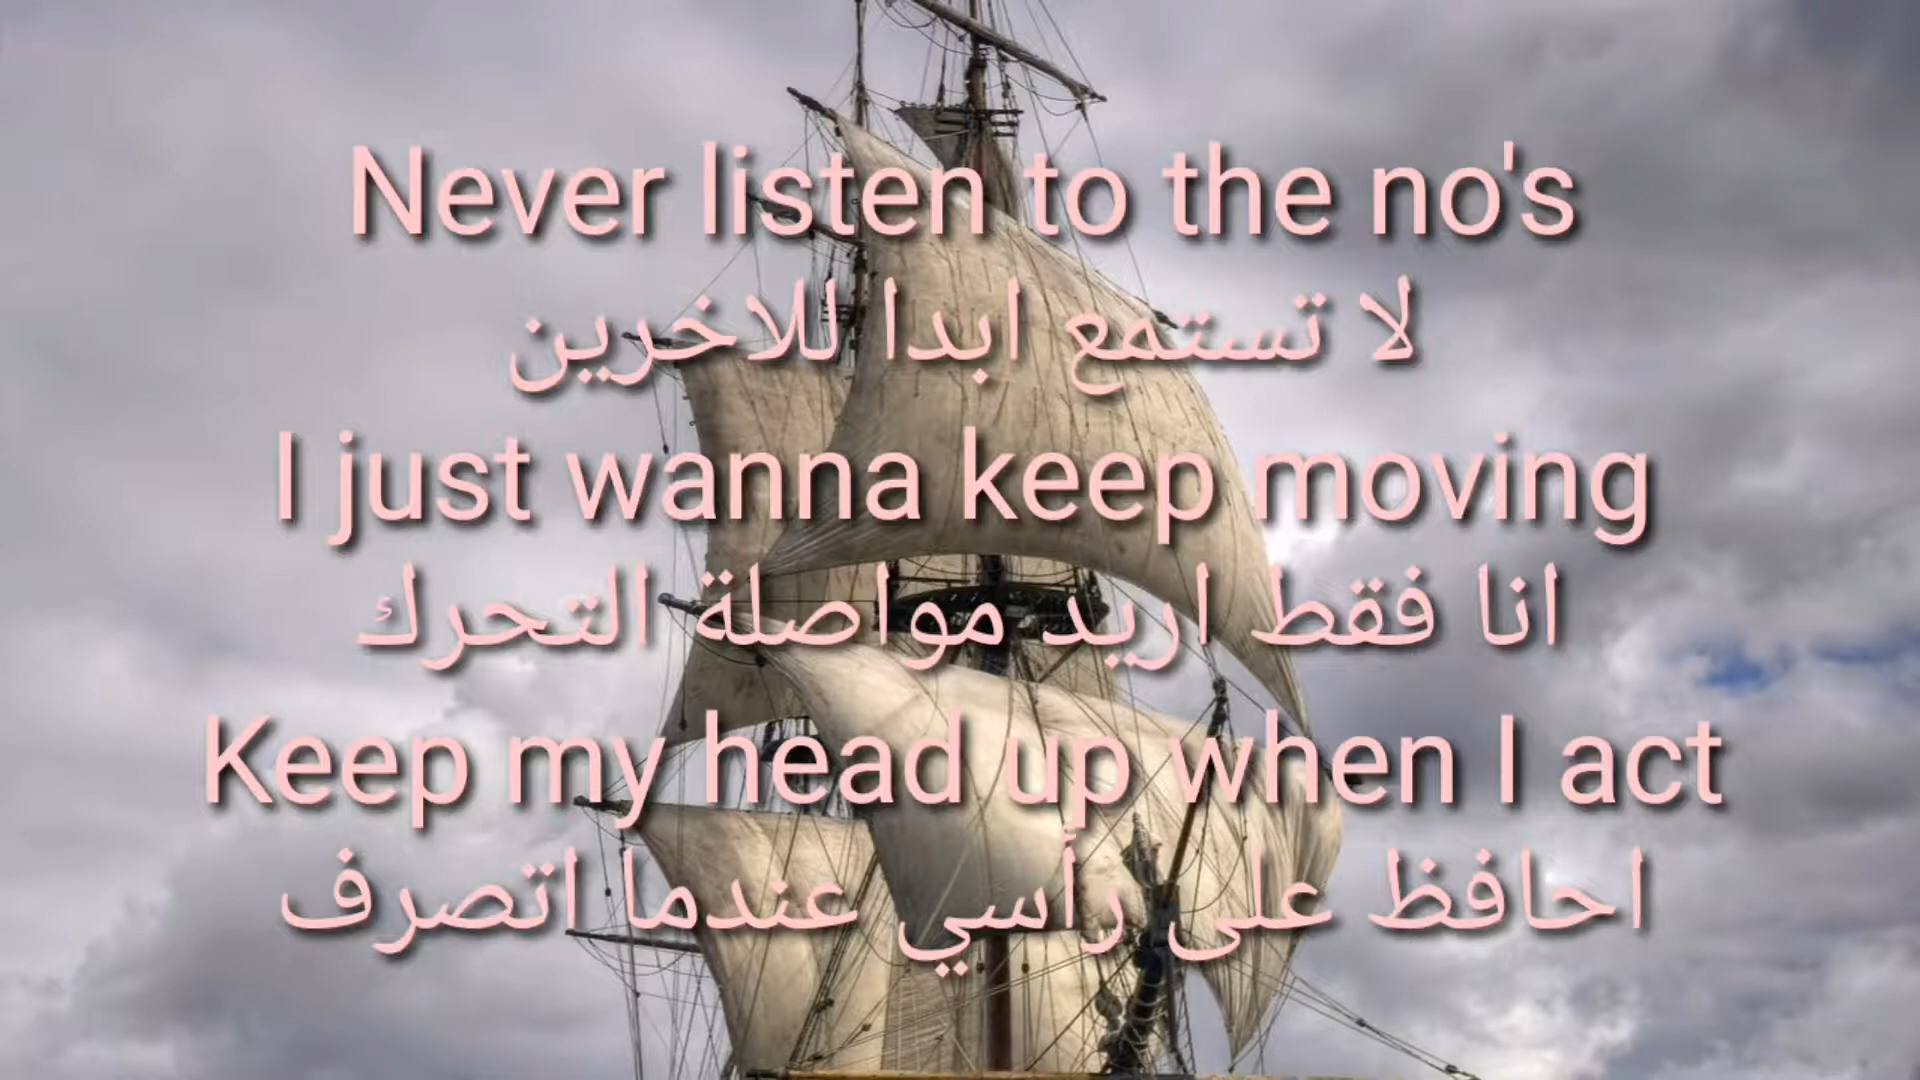 Never listen to the no's
لا تستمع ابدا للاخرين
I just wanna keep moving
انا فقط اريد مواصلة التحرك
Keep my head up when I act
احافظ على رأسي عندما اتصرف